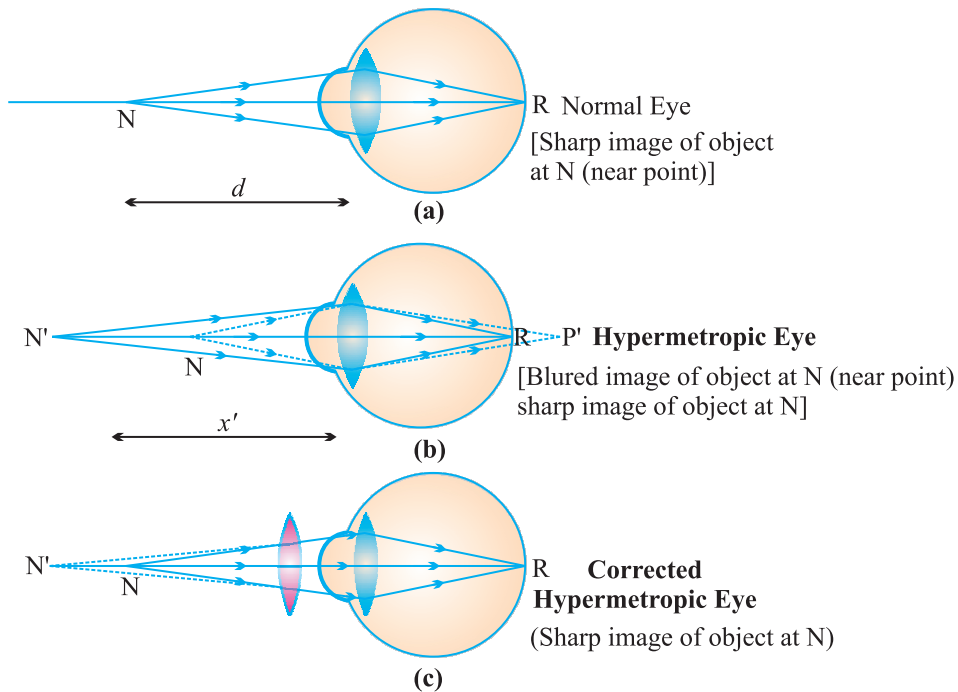 N
R Normal Eye
[Sharp image of object
at N (near point)]
d
(a)
N'
N
R
P' Hypermetropic Eye
[Blured image of object at N (near point)
sharp image of object at N]
x'
(b)
N'
N
R Corrected
Hypermetropic Eye
(Sharp image of object at N)
(c)